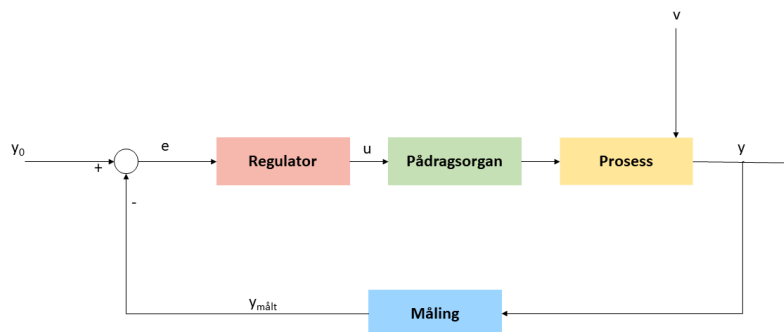 v
y₀
+
e
Regulator
u
Pådragsorgan
Prosess
y
-
yₘålt
Måling